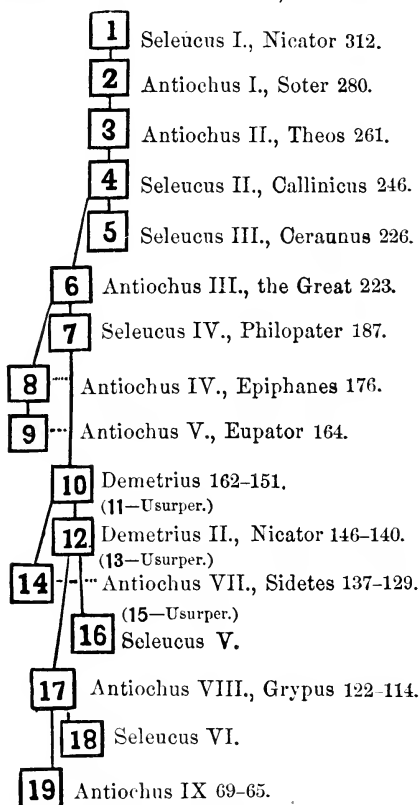 1 Seleucus I., Nicator 312.
2 Antiochus I., Soter 280.
3 Antiochus II., Theos 261.
4 Seleucus II., Callinicus 246.
5 Seleucus III., Ceraunus 226.
6 Antiochus III., the Great 223.
7 Seleucus IV., Philopater 187.
8 Antiochus IV., Epiphanes 176.
9 Antiochus V., Eupator 164.
10 Demetrius 162–151.
(11—Usurper.)
12 Demetrius II., Nicator 146–140.
(13—Usurper.)
14 Antiochus VII., Sidetes 137–129.
(15—Usurper.)
16 Seleucus V.
17 Antiochus VIII., Grypus 122–114.
18 Seleucus VI.
19 Antiochus IX 69–65.